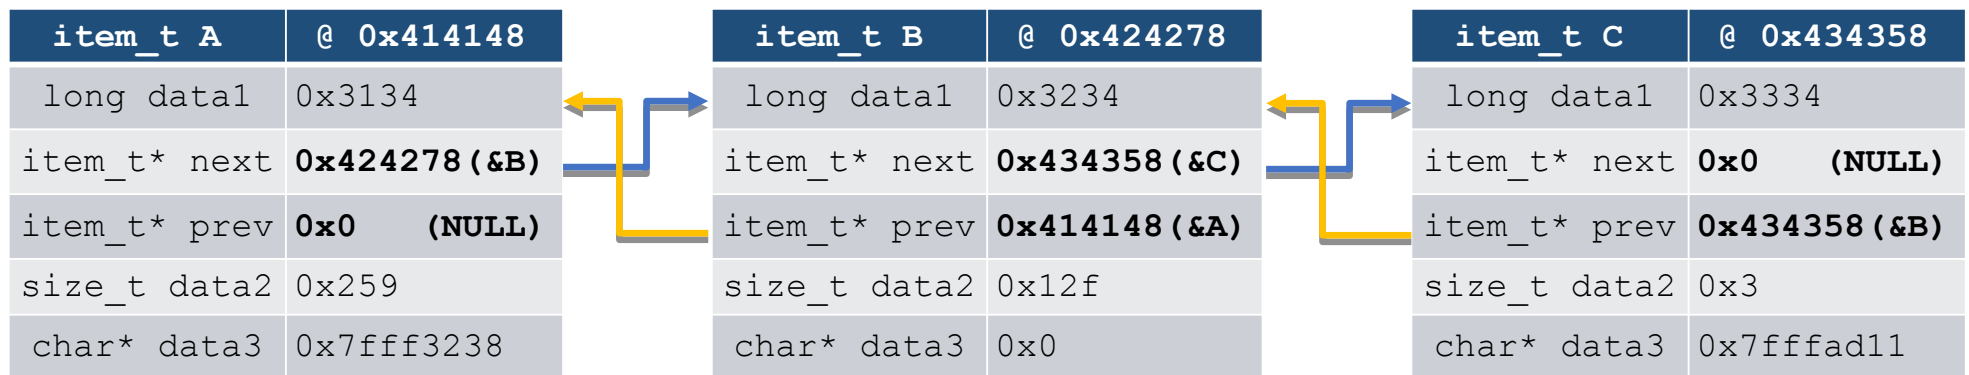 item_t A @ 0x414148
long data1 0x3134
item_t* next 0x424278(&B)
item_t* prev 0x0 (NULL)
size_t data2 0x259
char* data3 0x7fff3238
item_t B @ 0x424278
long data1 0x3234
item_t* next 0x434358(&C)
item_t* prev 0x414148(&A)
size_t data2 0x12f
char* data3 0x0
item_t C @ 0x434358
long data1 0x3334
item_t* next 0x0 (NULL)
item_t* prev 0x434358(&B)
size_t data2 0x3
char* data3 0x7fffad11